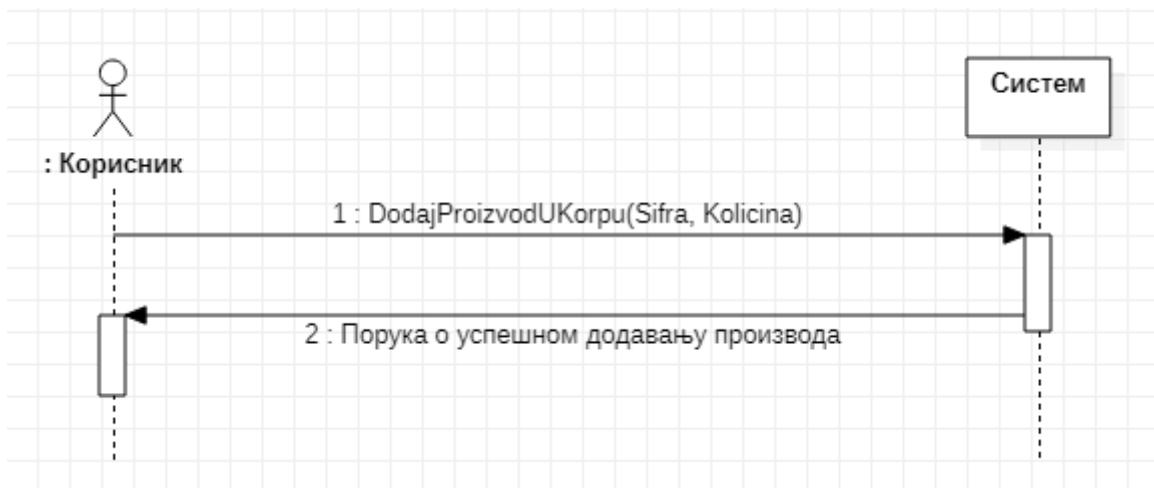 Систем
: Корисник
1 : DodajProizvodUKorpu(Sifra, Kolicina)
2 : Порука о успешном додавању производа